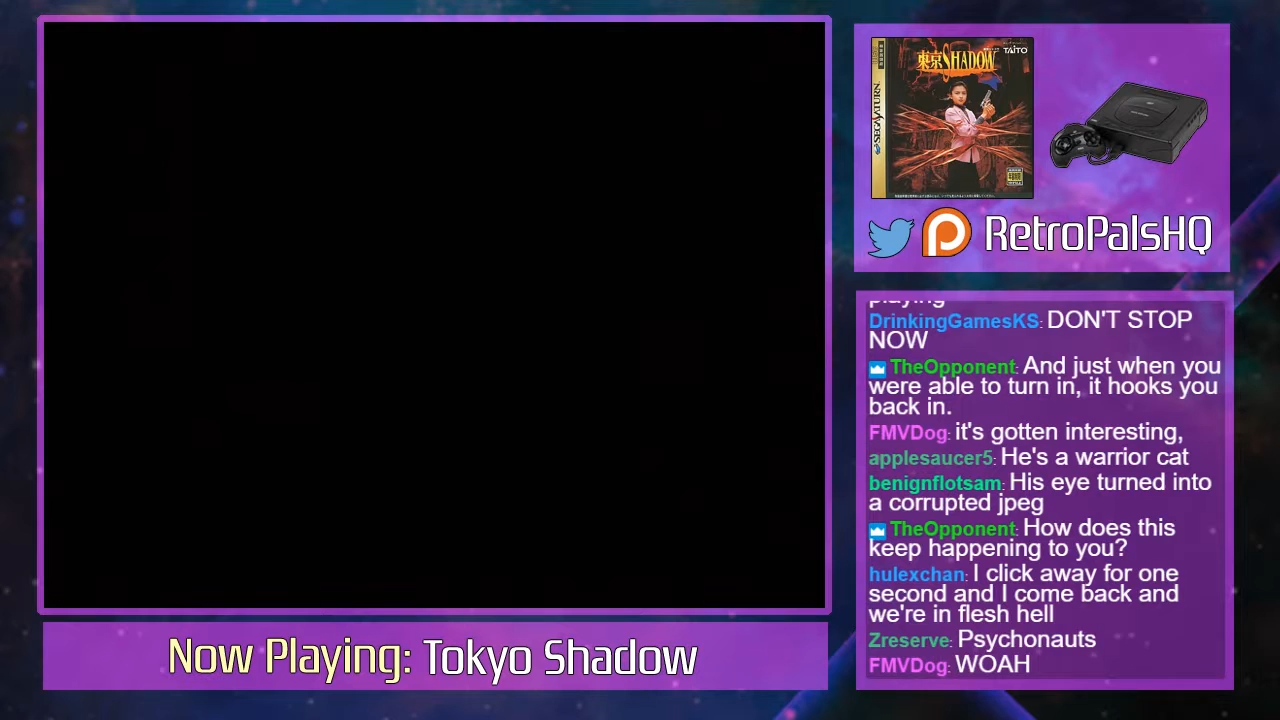 東京SHADOW
TAITO
SEGA SATURN
RetroPalsHQ
playing
DrinkingGamesKS: DON'T STOP
NOW
TheOpponent: And just when you
were able to turn in, it hooks you
back in.
FMVDog: it's gotten interesting,
applesaucer5: He's a warrior cat
benignflotsam: His eye turned into
a corrupted jpeg
TheOpponent: How does this
keep happening to you?
hulexchan: I click away for one
second and I come back and
we're in flesh hell
Zreserve: Psychonauts
FMVDog: WOAH
Now Playing: Tokyo Shadow